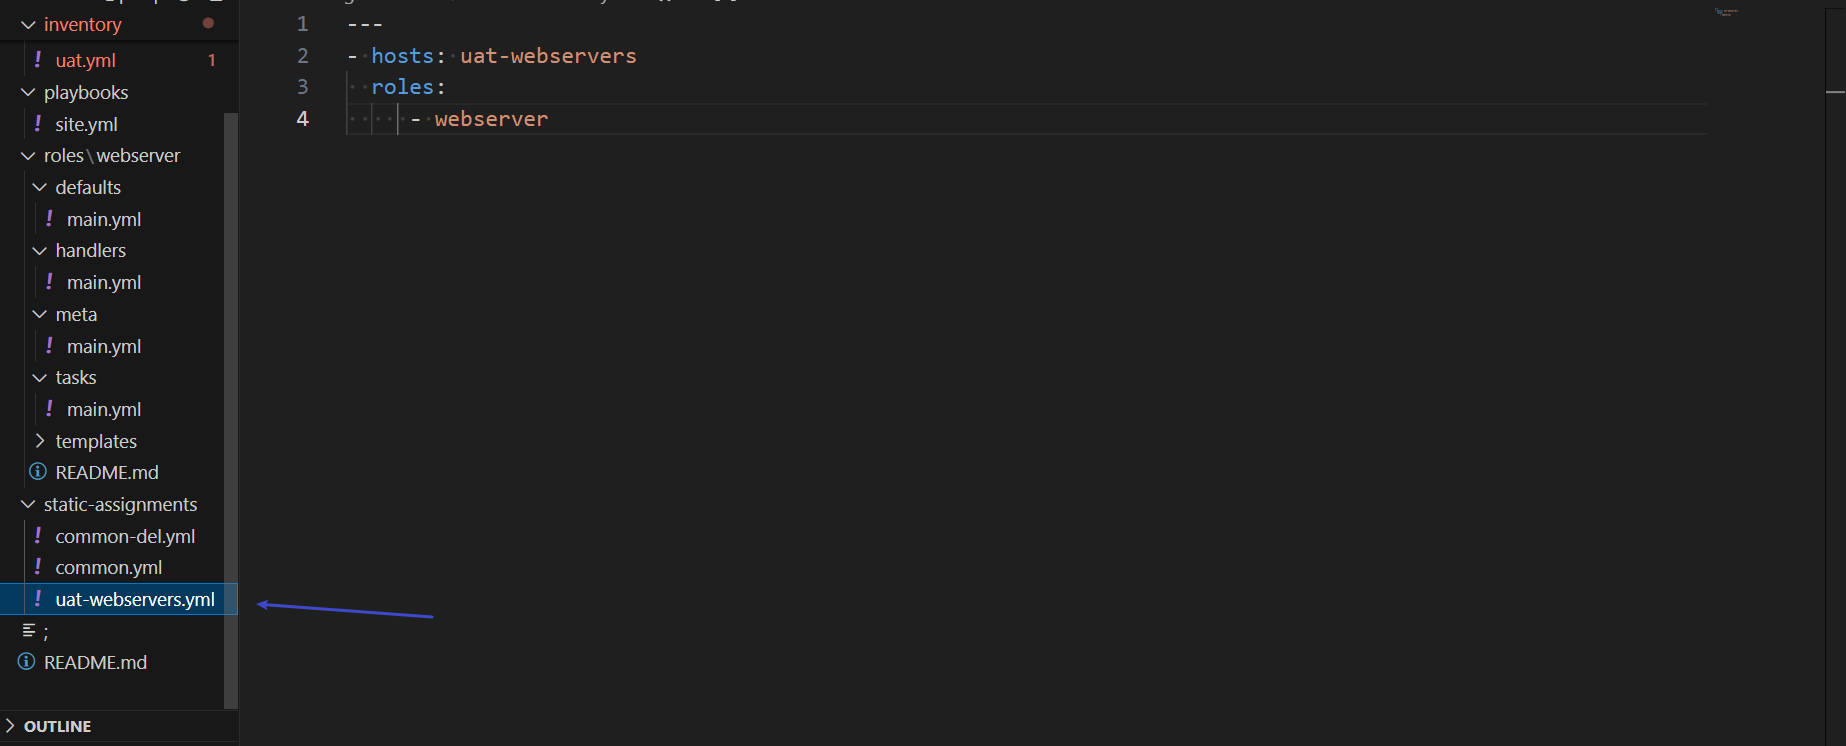 inventory
uat.yml 1
playbooks
site.yml
roles\webserver
defaults
main.yml
handlers
main.yml
meta
main.yml
tasks
main.yml
templates
README.md
static-assignments
common-del.yml
common.yml
uat-webservers.yml
;
README.md
OUTLINE
1 ---
2 - hosts: uat-webservers
3 roles:
4 - webserver